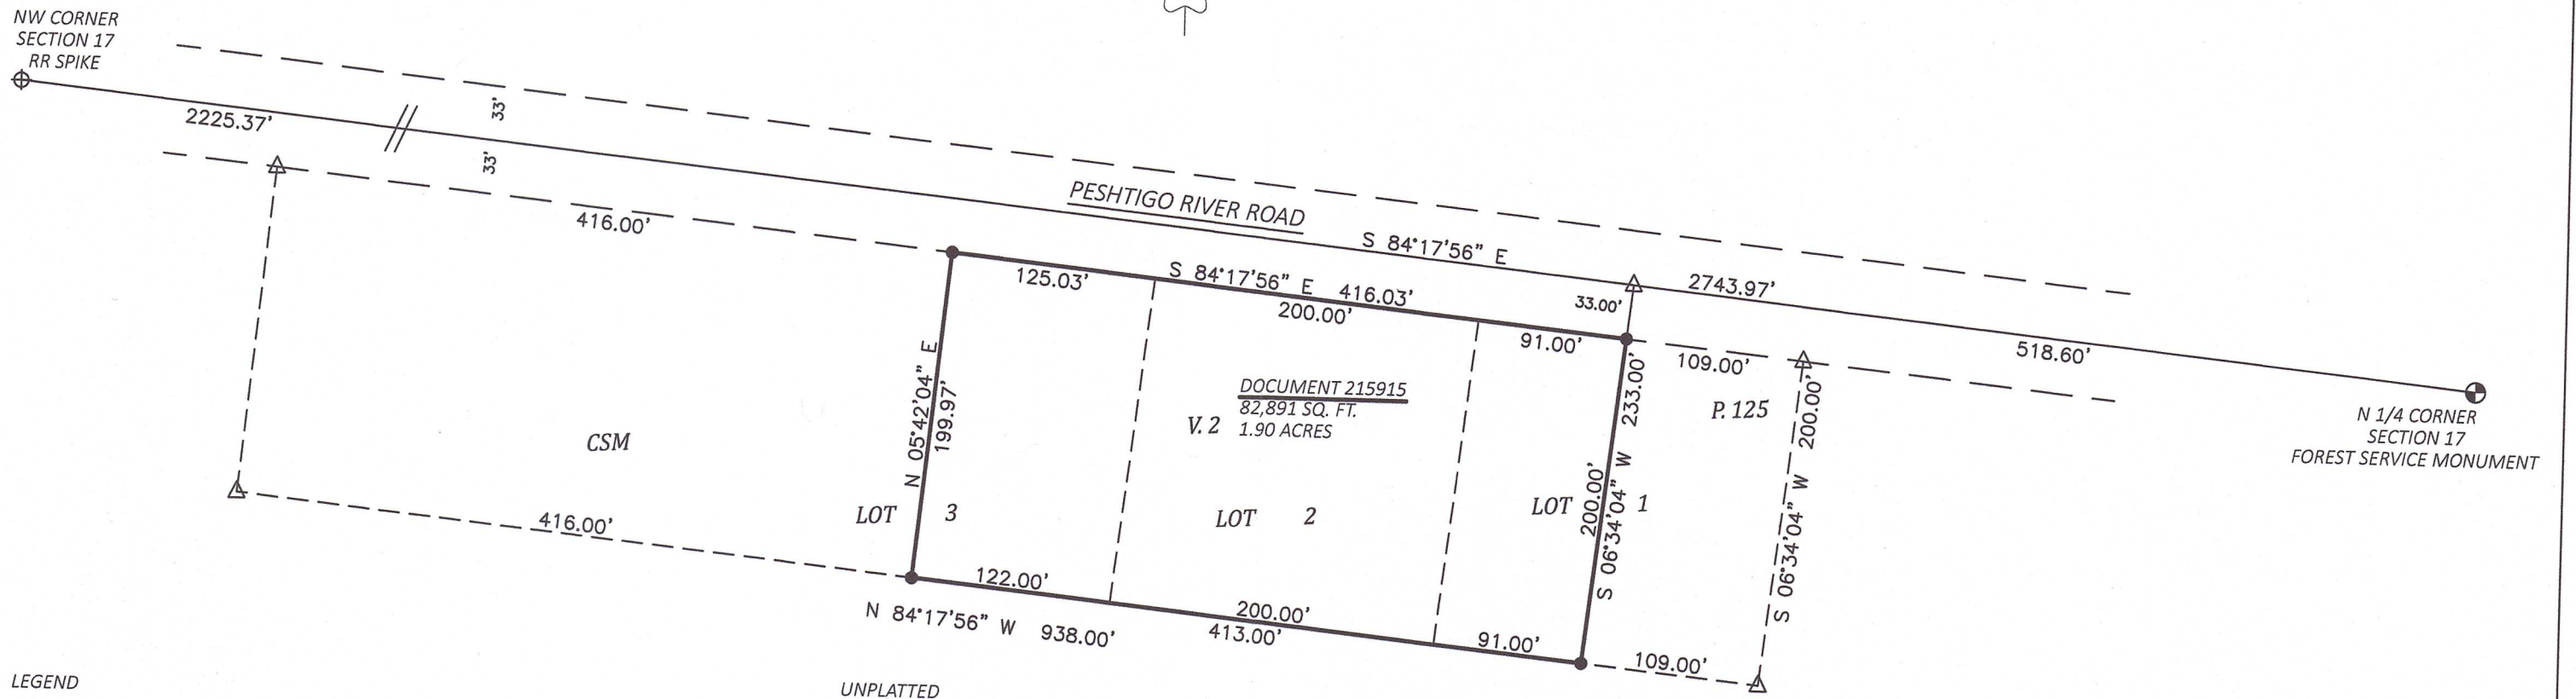 NW CORNER
SECTION 17
RR SPIKE
2225.37'
33'
33'
416.00'
PESHTIGO RIVER ROAD
S 84°17'56" E
2743.97'
518.60'
N 1/4 CORNER
SECTION 17
FOREST SERVICE MONUMENT
125.03'
S 84°17'56" E 416.03'
200.00'
33.00'
91.00'
109.00'
P. 125
DOCUMENT 215915
82,891 SQ. FT.
V. 2 1.90 ACRES
CSM
N 05°42'04" E
199.97'
200.00'
S 06°34'04" W 233.00'
S 06°34'04" W 200.00'
LOT 3
LOT 2
LOT 1
416.00'
122.00'
200.00'
91.00'
109.00'
N 84°17'56" W 938.00'
413.00'
LEGEND
UNPLATTED